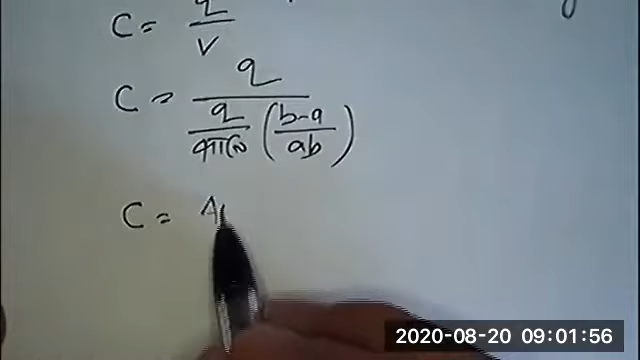 C = q/V
C = q / (q/4πε₀ ((b-a)/ab))
C = 4
2020-08-20 09:01:56